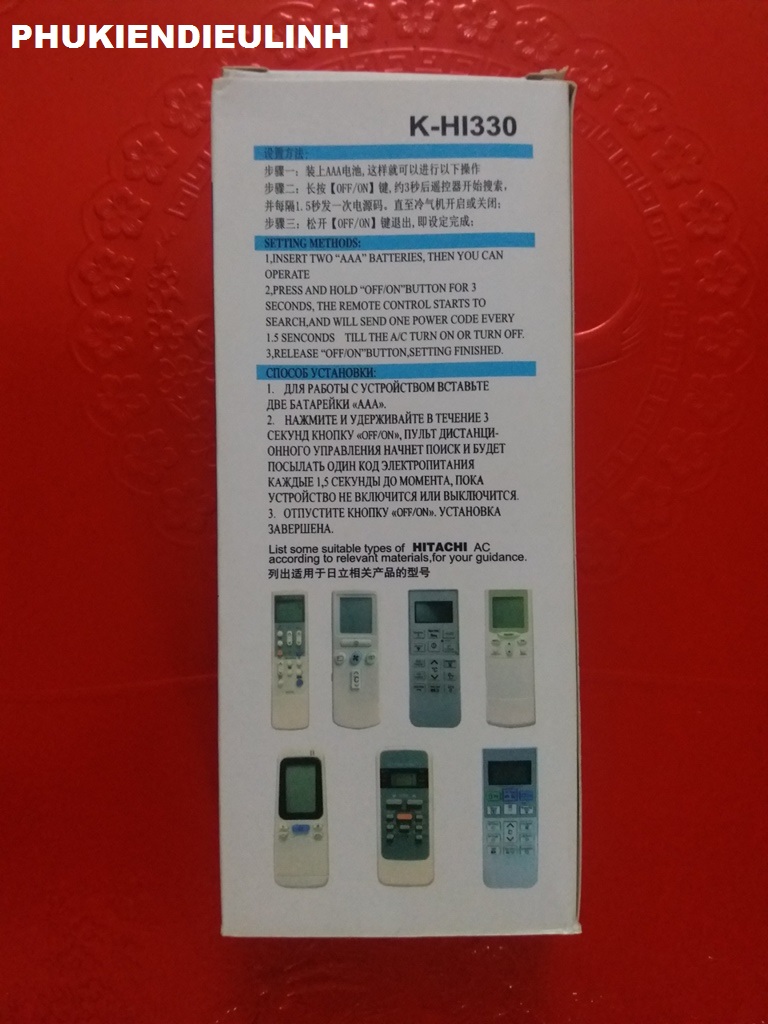 PHUKIENDIEULINH
K-HI330
设置方法:
步骤一：装上AAA电池,这样就可以进行以下操作
步骤二：长按【OFF/ON】键,约3秒后遥控器开始搜索,
并每隔1.5秒发一次电源码, 直至冷气机开启或关闭;
步骤三：松开【OFF/ON】键退出,即设定完成;
SETTING METHODS:
1,INSERT TWO “AAA” BATTERIES, THEN YOU CAN
OPERATE
2,PRESS AND HOLD “OFF/ON”BUTTON FOR 3
SECONDS, THE REMOTE CONTROL STARTS TO
SEARCH,AND WILL SEND ONE POWER CODE EVERY
1.5 SENCONDS TILL THE A/C TURN ON OR TURN OFF.
3,RELEASE “OFF/ON”BUTTON,SETTING FINISHED.
СПОСОБ УСТАНОВКИ:
1. ДЛЯ РАБОТЫ С УСТРОЙСТВОМ ВСТАВЬТЕ
ДВЕ БАТАРЕЙКИ «AAA».
2. НАЖМИТЕ И УДЕРЖИВАЙТЕ В ТЕЧЕНИЕ 3
СЕКУНД КНОПКУ «OFF/ON», ПУЛЬТ ДИСТАНЦИ-
ОННОГО УПРАВЛЕНИЯ НАЧНЕТ ПОИСК И БУДЕТ
ПОСЫЛАТЬ ОДИН КОД ЭЛЕКТРОПИТАНИЯ
КАЖДЫЕ 1,5 СЕКУНДЫ ДО МОМЕНТА, ПОКА
УСТРОЙСТВО НЕ ВКЛЮЧИТСЯ ИЛИ ВЫКЛЮЧИТСЯ.
3. ОТПУСТИТЕ КНОПКУ «OFF/ON». УСТАНОВКА
ЗАВЕРШЕНА.
List some suitable types of HITACHI AC
according to relevant materials,for your guidance.
列出适用于日立相关产品的型号